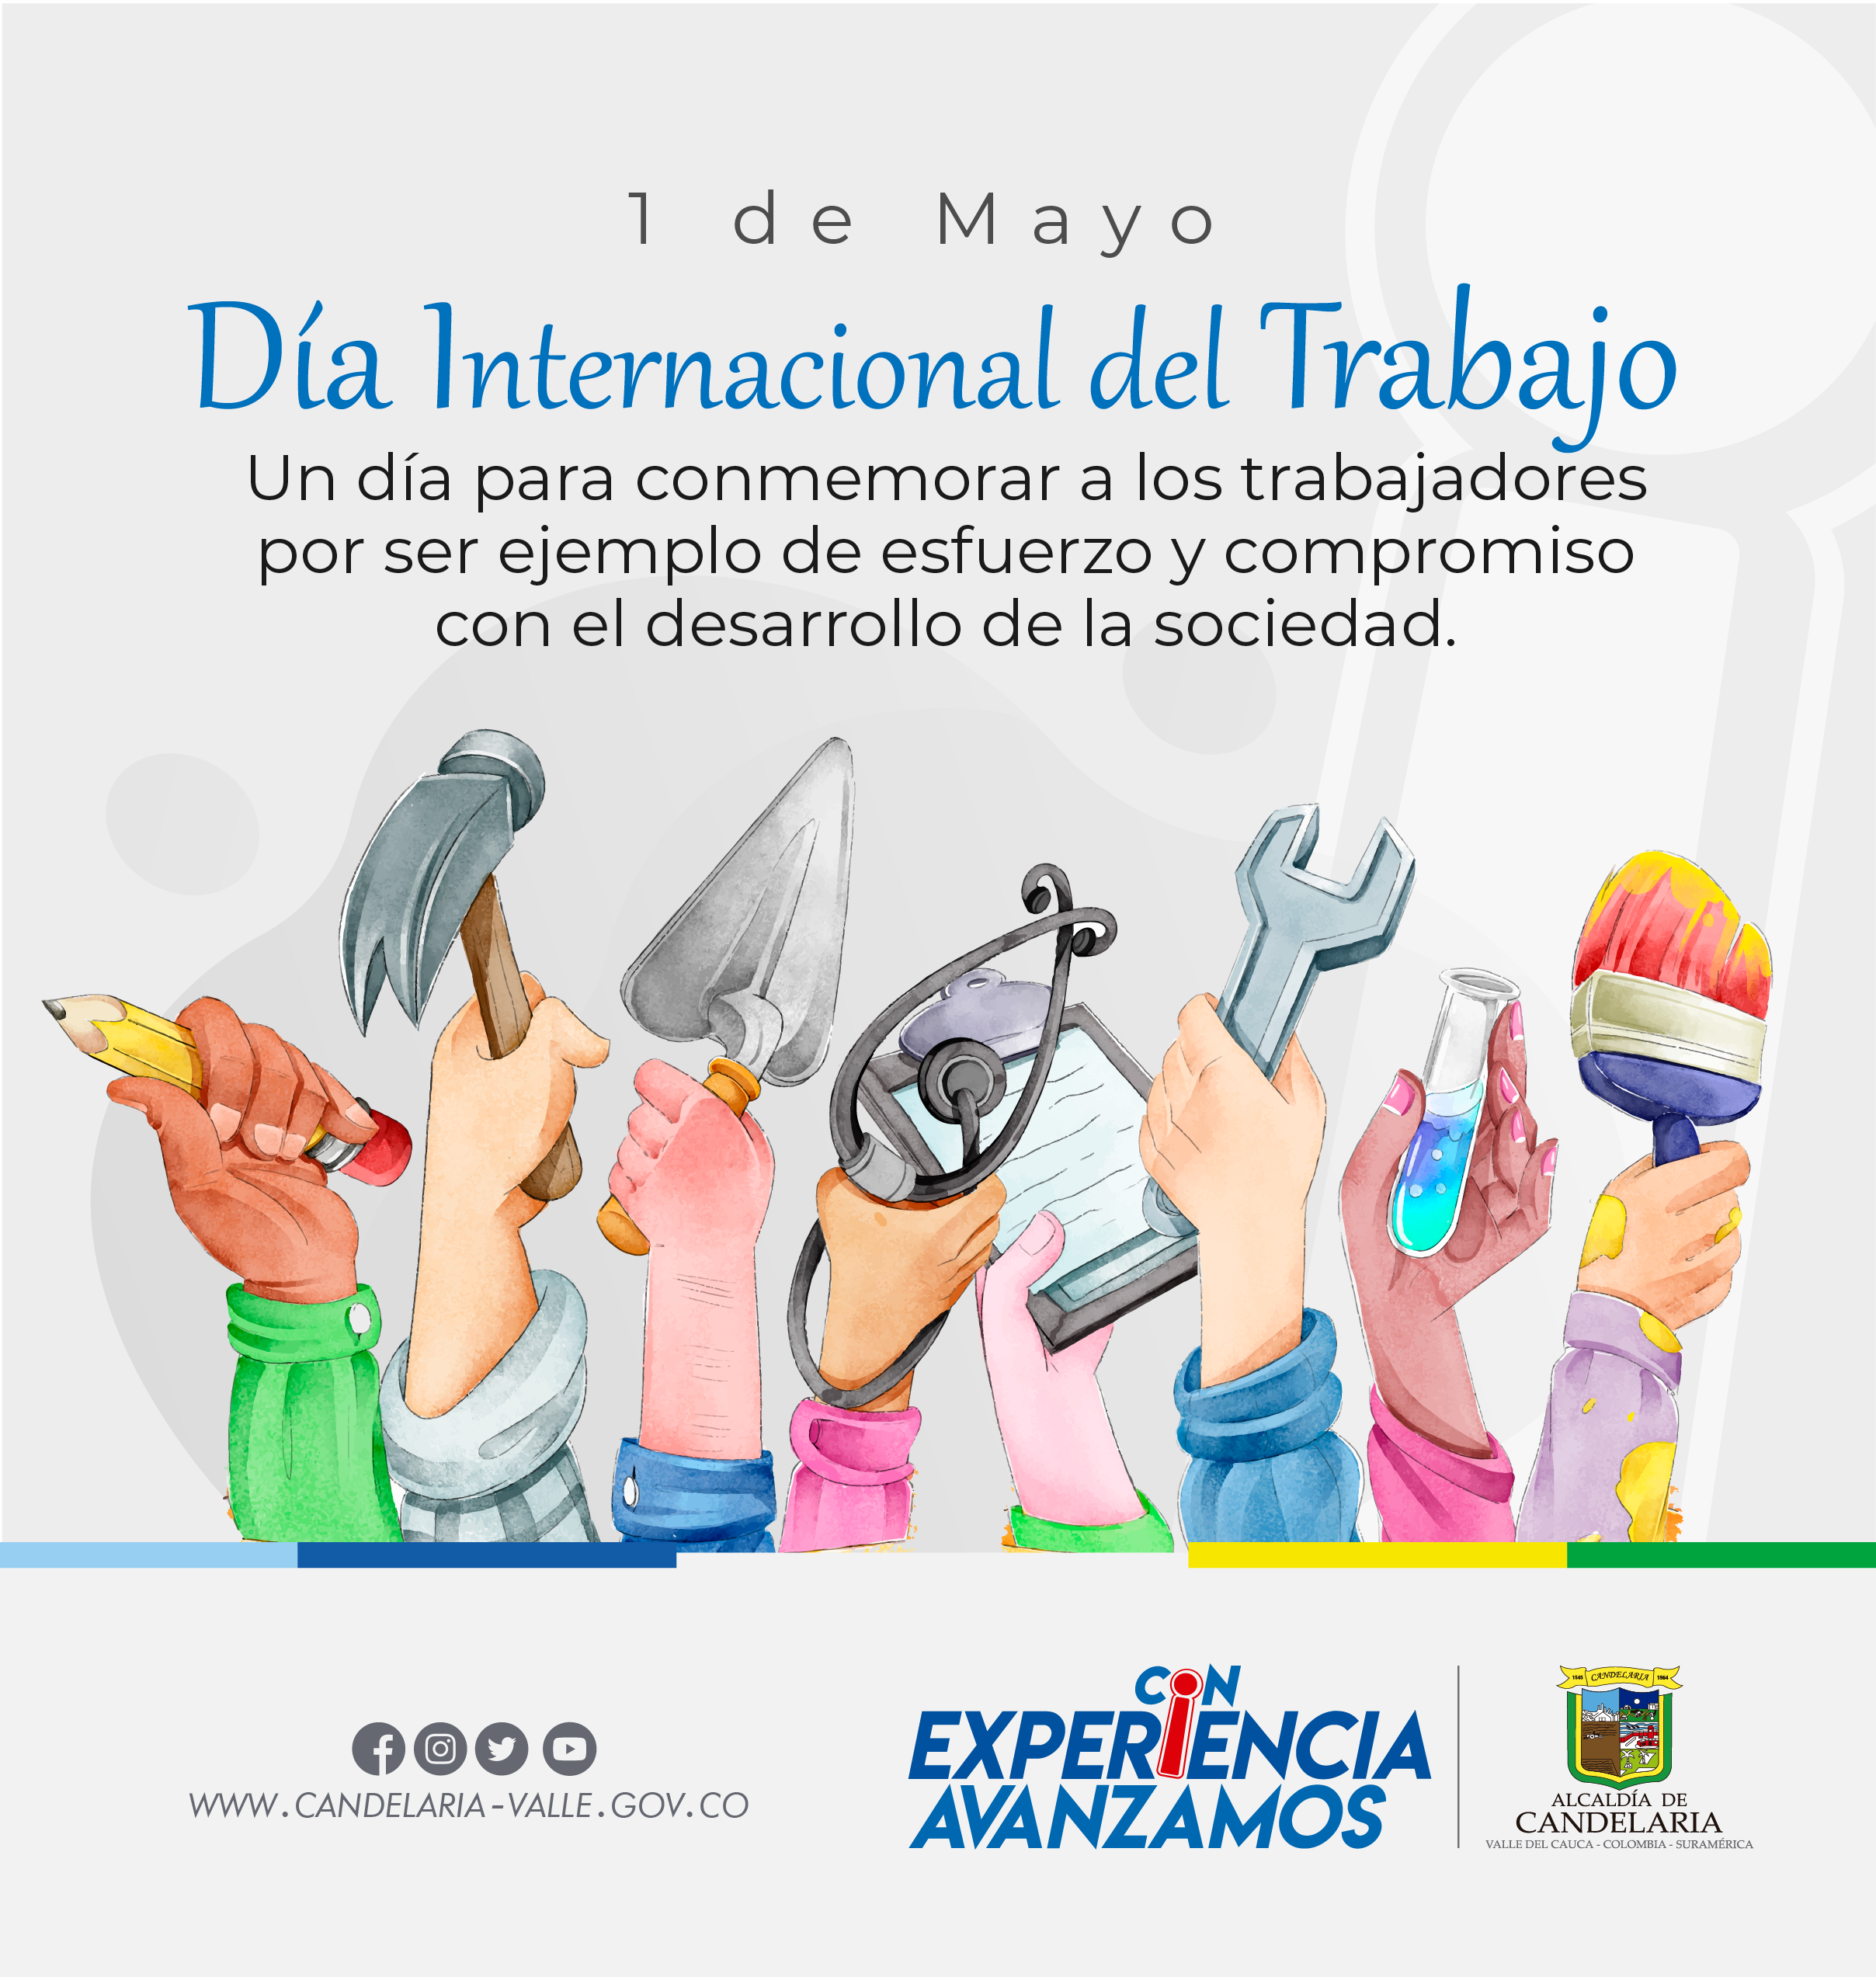 1 de Mayo
Día Internacional del Trabajo
Un día para conmemorar a los trabajadores
por ser ejemplo de esfuerzo y compromiso
con el desarrollo de la sociedad.
WWW.CANDELARIA-VALLE.GOV.CO
CON
EXPERIENCIA
AVANZAMOS
1545 CANDELARIA 1864
ALCALDÍA DE
CANDELARIA
VALLE DEL CAUCA - COLOMBIA - SURAMÉRICA